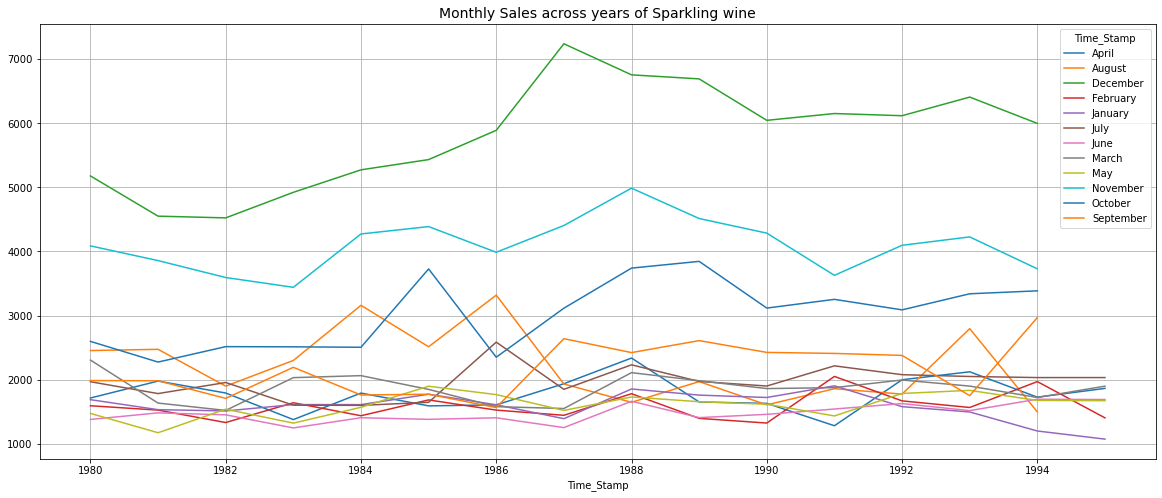 Monthly Sales across years of Sparkling wine
Time_Stamp
April
August
December
February
January
July
June
March
May
November
October
September
7000
6000
5000
4000
3000
2000
1000
1980 1982 1984 1986 1988 1990 1992 1994
Time_Stamp